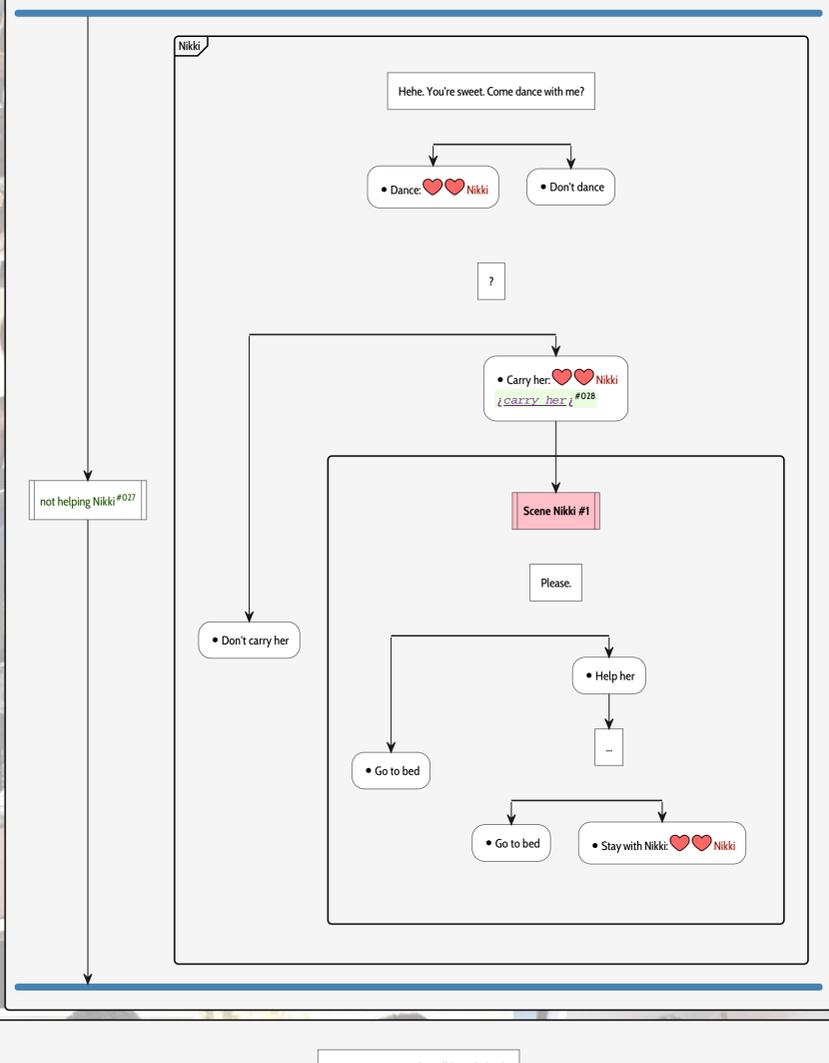 Nikki
Hehe. You're sweet. Come dance with me?
• Dance: Nikki
• Don't dance
?
• Carry her: Nikki
¿carry her¿#028
not helping Nikki#027
Scene Nikki #1
Please.
• Don't carry her
• Help her
...
• Go to bed
• Go to bed
• Stay with Nikki: Nikki